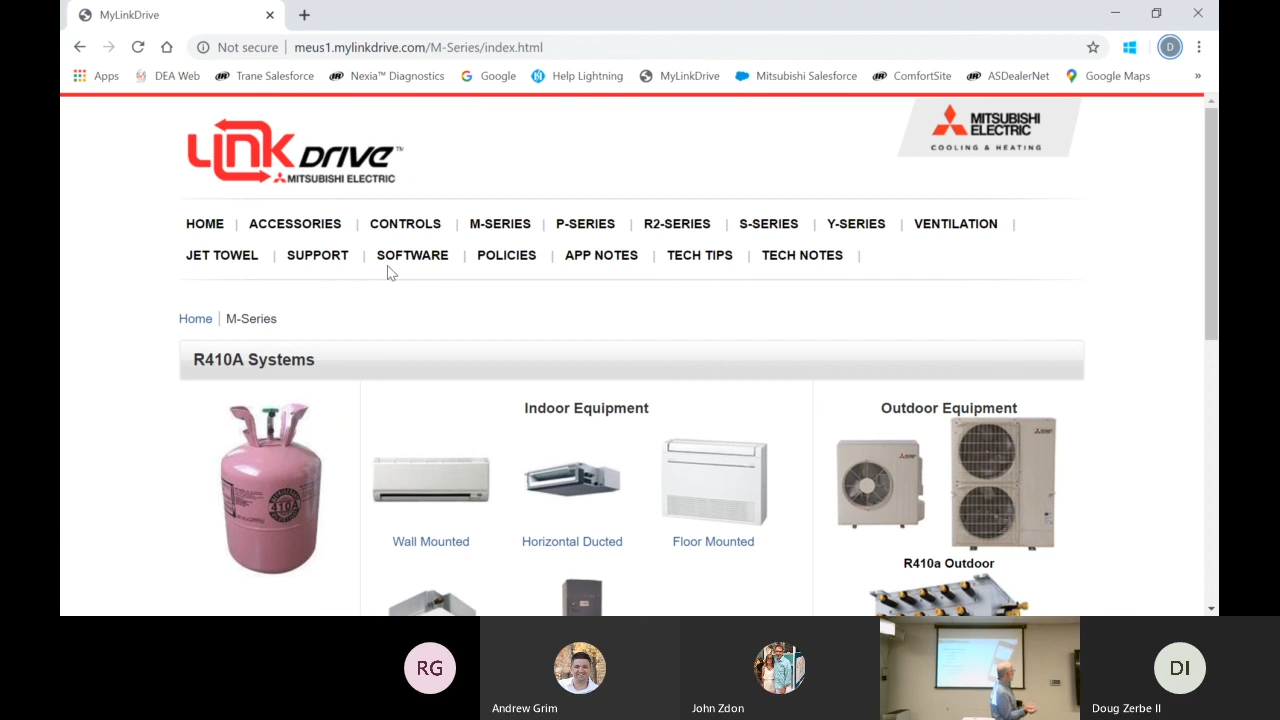 MyLinkDrive
Not secure | meus1.mylinkdrive.com/M-Series/index.html
D
Apps DEA Web Trane Salesforce Nexia™ Diagnostics Google Help Lightning MyLinkDrive Mitsubishi Salesforce ComfortSite ASDealerNet Google Maps »
LINK DRIVE™
MITSUBISHI ELECTRIC
MITSUBISHI
ELECTRIC
COOLING & HEATING
HOME | ACCESSORIES | CONTROLS | M-SERIES | P-SERIES | R2-SERIES | S-SERIES | Y-SERIES | VENTILATION |
JET TOWEL | SUPPORT | SOFTWARE | POLICIES | APP NOTES | TECH TIPS | TECH NOTES |
Home | M-Series
R410A Systems
Indoor Equipment
Outdoor Equipment
410A
Wall Mounted
Horizontal Ducted
Floor Mounted
R410a Outdoor
RG
DI
Andrew Grim
John Zdon
Doug Zerbe II